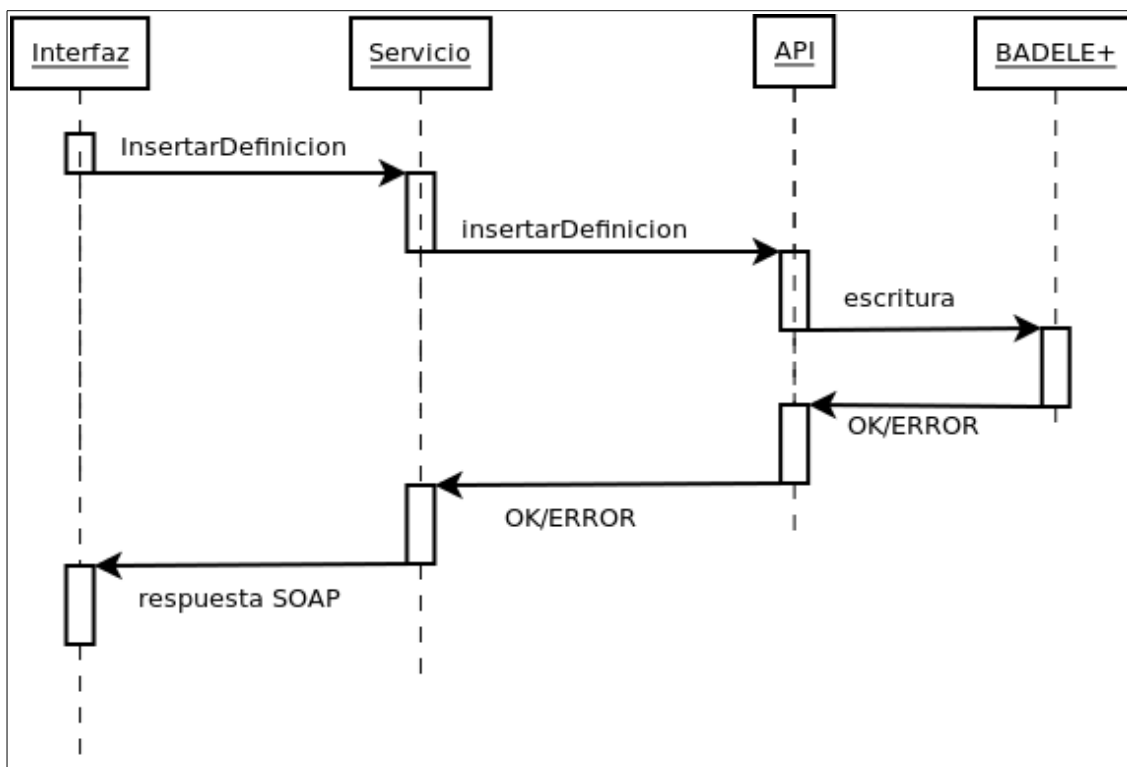 Interfaz
Servicio
API
BADELE+
InsertarDefinicion
insertarDefinicion
escritura
OK/ERROR
OK/ERROR
respuesta SOAP